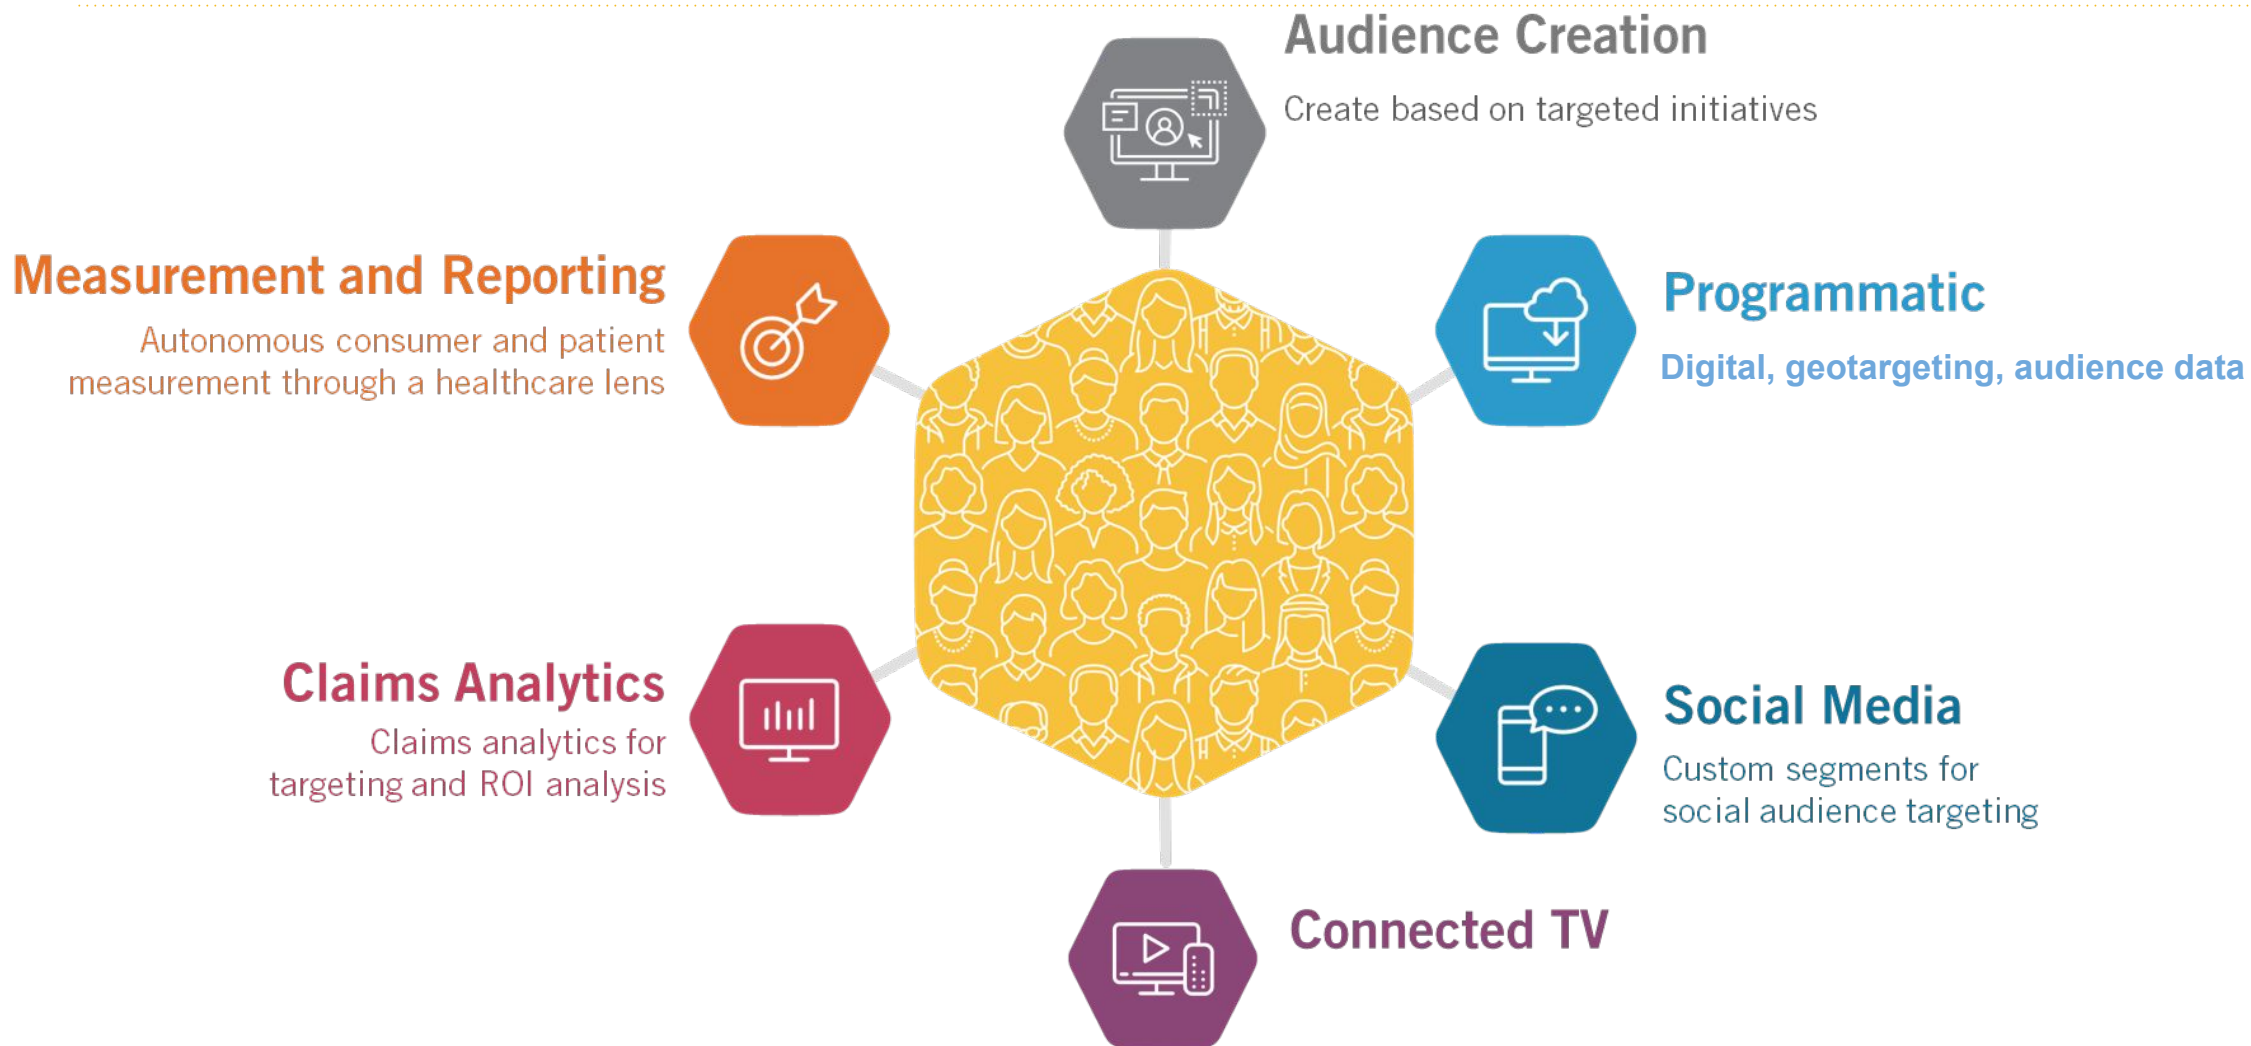 Audience Creation
Create based on targeted initiatives
Measurement and Reporting
Autonomous consumer and patient
measurement through a healthcare lens
Programmatic
Digital, geotargeting, audience data
Claims Analytics
Claims analytics for
targeting and ROI analysis
Social Media
Custom segments for
social audience targeting
Connected TV